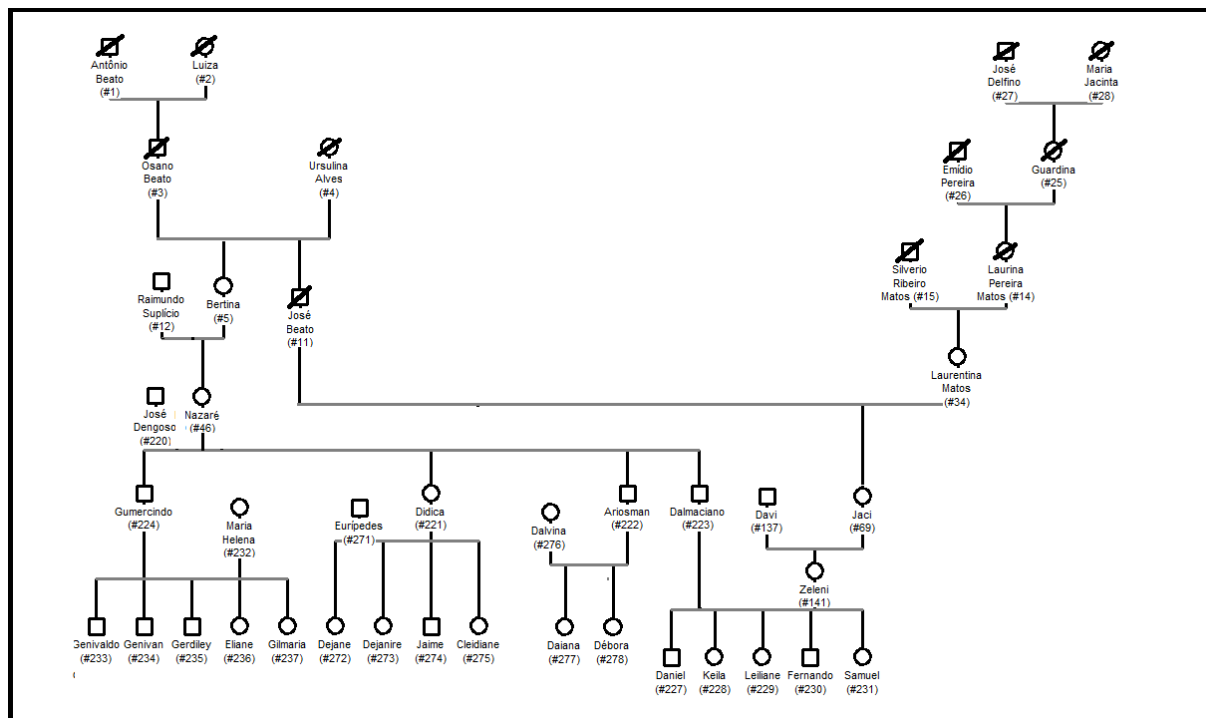 Antônio
Beato
(#1)
Luiza
(#2)
José
Delfino
(#27)
Maria
Jacinta
(#28)
Osano
Beato
(#3)
Ursulina
Alves
(#4)
Emídio
Pereira
(#26)
Guardina
(#25)
Raimundo
Suplício
(#12)
Bertina
(#5)
José
Beato
(#11)
Silverio
Ribeiro
Matos (#15)
Laurina
Pereira
Matos (#14)
Laurentina
Matos
(#34)
José
Dengoso
(#220)
Nazaré
(#46)
Gumercindo
(#224)
Maria
Helena
(#232)
Eurípedes
(#271)
Didica
(#221)
Dalvina
(#276)
Ariosman
(#222)
Dalmaciano
(#223)
Davi
(#137)
Jaci
(#69)
Zeleni
(#141)
Genivaldo
(#233)
Genivan
(#234)
Gerdiley
(#235)
Eliane
(#236)
Gilmaria
(#237)
Dejane
(#272)
Dejanire
(#273)
Jaime
(#274)
Cleidiane
(#275)
Daiana
(#277)
Débora
(#278)
Daniel
(#227)
Keila
(#228)
Leiliane
(#229)
Fernando
(#230)
Samuel
(#231)